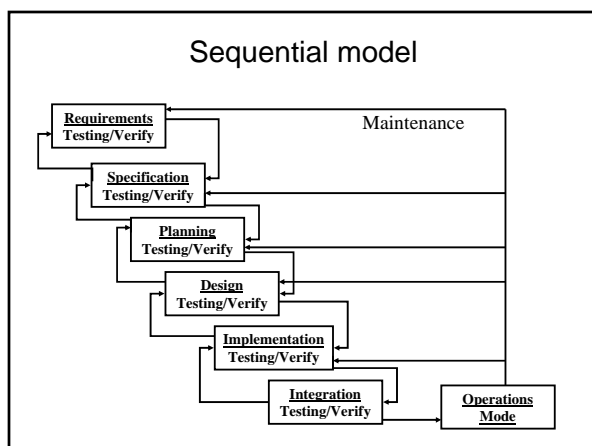 Sequential model
Requirements
Testing/Verify
Maintenance
Specification
Testing/Verify
Planning
Testing/Verify
Design
Testing/Verify
Implementation
Testing/Verify
Integration
Testing/Verify
Operations
Mode